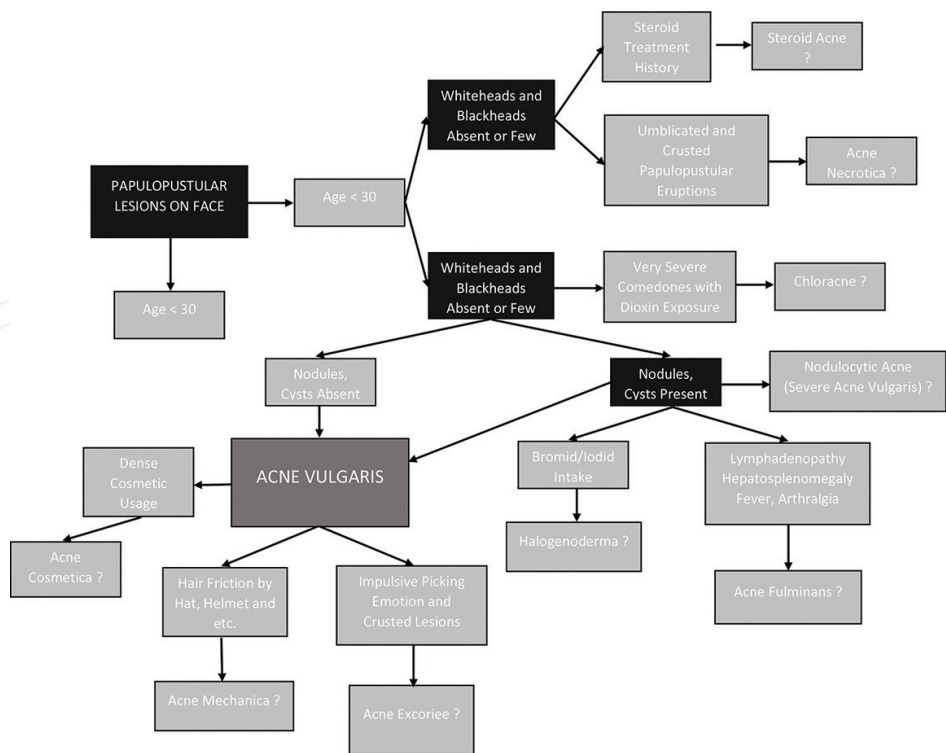 Steroid
Treatment
History
Steroid Acne
?
Whiteheads and
Blackheads
Absent or Few
Umblicated and
Crusted
Papulopustular
Eruptions
Acne
Necrotica ?
PAPULOPUSTULAR
LESIONS ON FACE
Age < 30
Whiteheads and
Blackheads
Absent or Few
Very Severe
Comedones with
Dioxin Exposure
Chloracne ?
Age < 30
Nodules,
Cysts Absent
Nodules,
Cysts Present
Nodulocytic Acne
(Severe Acne Vulgaris) ?
Dense
Cosmetic
Usage
ACNE VULGARIS
Bromid/Iodid
Intake
Lymphadenopathy
Hepatosplenomegaly
Fever, Arthralgia
Acne
Cosmetica ?
Hair Friction by
Hat, Helmet and
etc.
Impulsive Picking
Emotion and
Crusted Lesions
Halogenoderma ?
Acne Fulminans ?
Acne Mechanica ?
Acne Excoriee ?